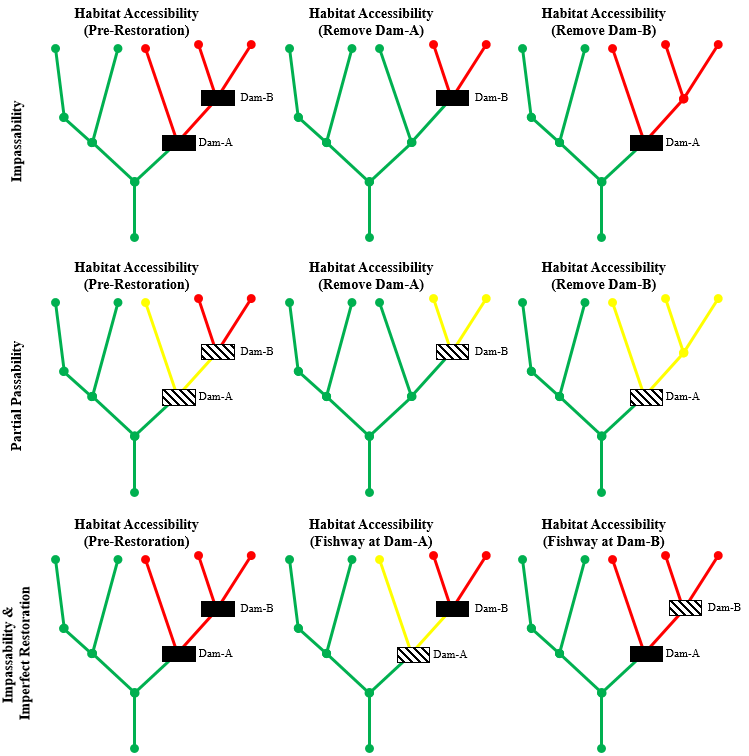 Habitat Accessibility
(Pre-Restoration)
Habitat Accessibility
(Remove Dam-A)
Habitat Accessibility
(Remove Dam-B)
Impassability
Dam-B
Dam-A
Dam-B
Dam-A
Habitat Accessibility
(Pre-Restoration)
Habitat Accessibility
(Remove Dam-A)
Habitat Accessibility
(Remove Dam-B)
Partial Passability
Dam-B
Dam-A
Dam-B
Dam-A
Habitat Accessibility
(Pre-Restoration)
Habitat Accessibility
(Fishway at Dam-A)
Habitat Accessibility
(Fishway at Dam-B)
Impassability &
Imperfect Restoration
Dam-B
Dam-A
Dam-B
Dam-A
Dam-B
Dam-A